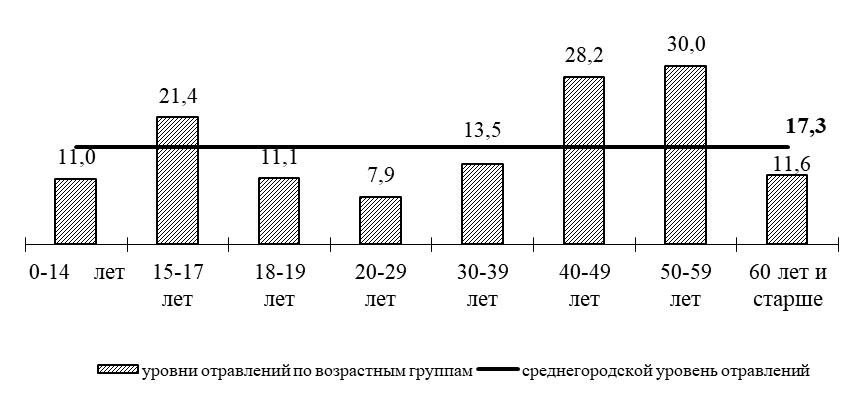 30,0
28,2
21,4
17,3
13,5
11,0
11,1
7,9
11,6
0-14 лет
15-17
лет
18-19
лет
20-29
лет
30-39
лет
40-49
лет
50-59
лет
60 лет и
старше
уровни отравлений по возрастным группам
среднегородской уровень отравлений